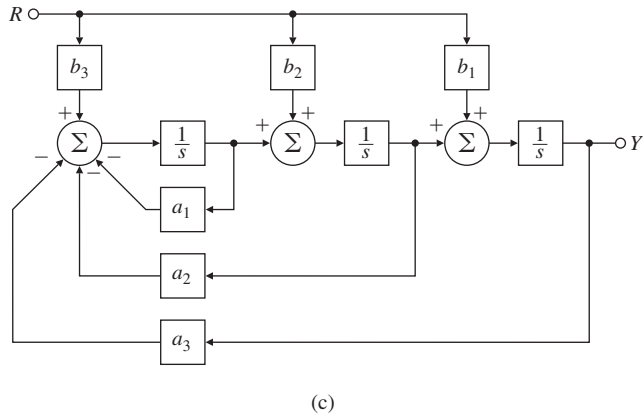 R
b₃ b₂ b₁
+ + +
Σ 1/s + Σ 1/s + Σ 1/s Y
− − −
a₁
a₂
a₃
(c)